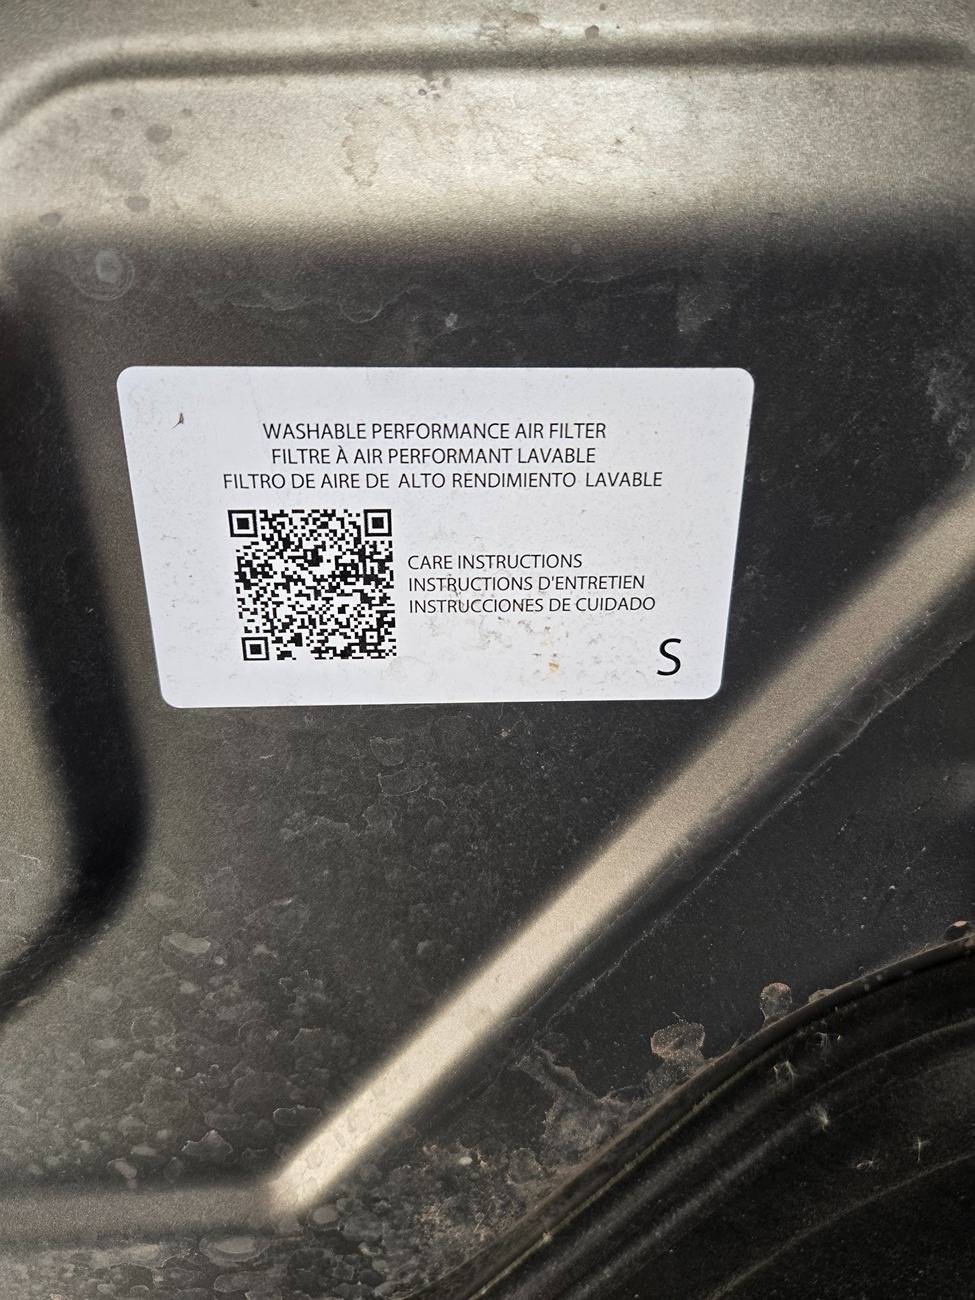 WASHABLE PERFORMANCE AIR FILTER
FILTRE À AIR PERFORMANT LAVABLE
FILTRO DE AIRE DE ALTO RENDIMIENTO LAVABLE
CARE INSTRUCTIONS
INSTRUCTIONS D'ENTRETIEN
INSTRUCCIONES DE CUIDADO
S